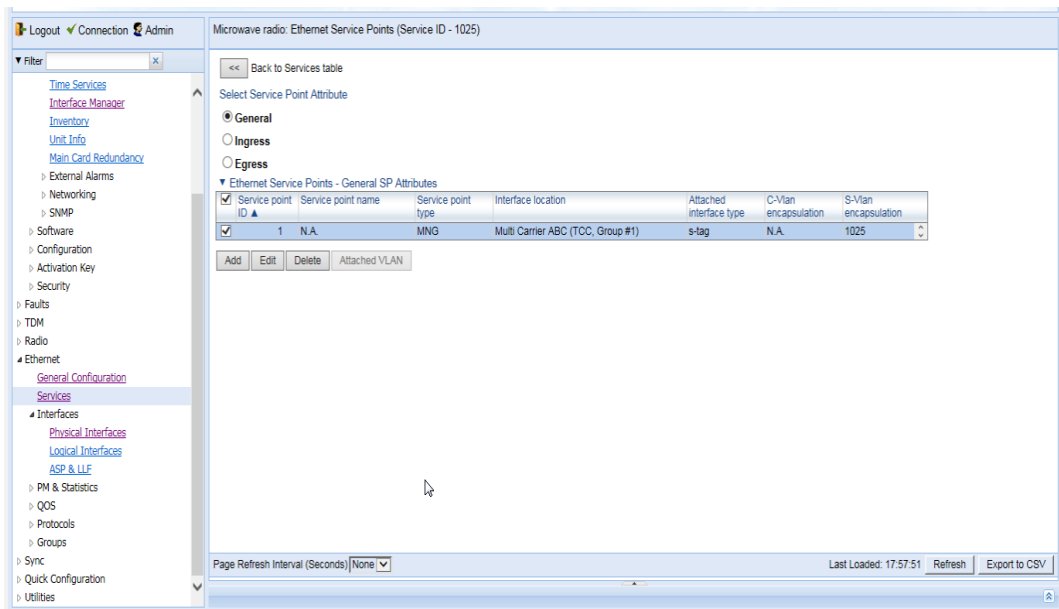 Logout Connection Admin
Filter
Time Services
Interface Manager
Inventory
Unit Info
Main Card Redundancy
External Alarms
Networking
SNMP
Software
Configuration
Activation Key
Security
Faults
TDM
Radio
Ethernet
General Configuration
Services
Interfaces
Physical Interfaces
Logical Interfaces
ASP & LLF
PM & Statistics
QOS
Protocols
Groups
Sync
Quick Configuration
Utilities
Microwave radio: Ethernet Service Points (Service ID - 1025)
<< Back to Services table
Select Service Point Attribute
General
Ingress
Egress
Ethernet Service Points - General SP Attributes
Service point Service point name Service point Interface location Attached C-Vlan S-Vlan
ID ▲ type interface type encapsulation encapsulation
1 N.A. MNG Multi Carrier ABC (TCC, Group #1) s-tag N.A. 1025
Add Edit Delete Attached VLAN
Page Refresh Interval (Seconds) None Last Loaded: 17:57:51 Refresh Export to CSV